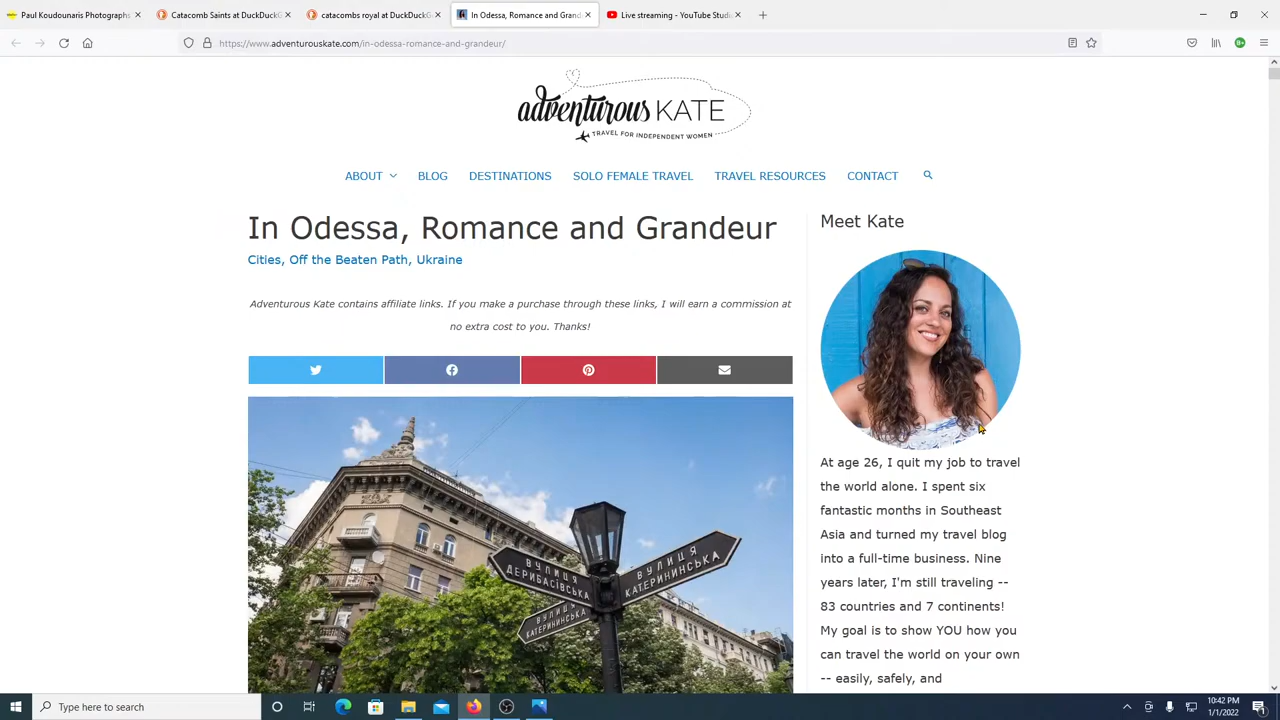 Paul Koudounaris Photographs
Catacomb Saints at DuckDuckG
catacombs royal at DuckDuckG
In Odessa, Romance and Grand
Live streaming - YouTube Studio
https://www.adventurouskate.com/in-odessa-romance-and-grandeur/
adventurous KATE
TRAVEL FOR INDEPENDENT WOMEN
ABOUT BLOG DESTINATIONS SOLO FEMALE TRAVEL TRAVEL RESOURCES CONTACT
In Odessa, Romance and Grandeur
Cities, Off the Beaten Path, Ukraine
Adventurous Kate contains affiliate links. If you make a purchase through these links, I will earn a commission at
no extra cost to you. Thanks!
ВУЛИЦЯ
ДЕРИБАСІВСЬКА
ВУЛИЦЯ
КАТЕРИНИНСЬКА
ВУЛИЦЯ
КАТЕРИНИНСЬКА
Meet Kate
At age 26, I quit my job to travel
the world alone. I spent six
fantastic months in Southeast
Asia and turned my travel blog
into a full-time business. Nine
years later, I'm still traveling --
83 countries and 7 continents!
My goal is to show YOU how you
can travel the world on your own
-- easily, safely, and
Type here to search
10:42 PM
1/1/2022